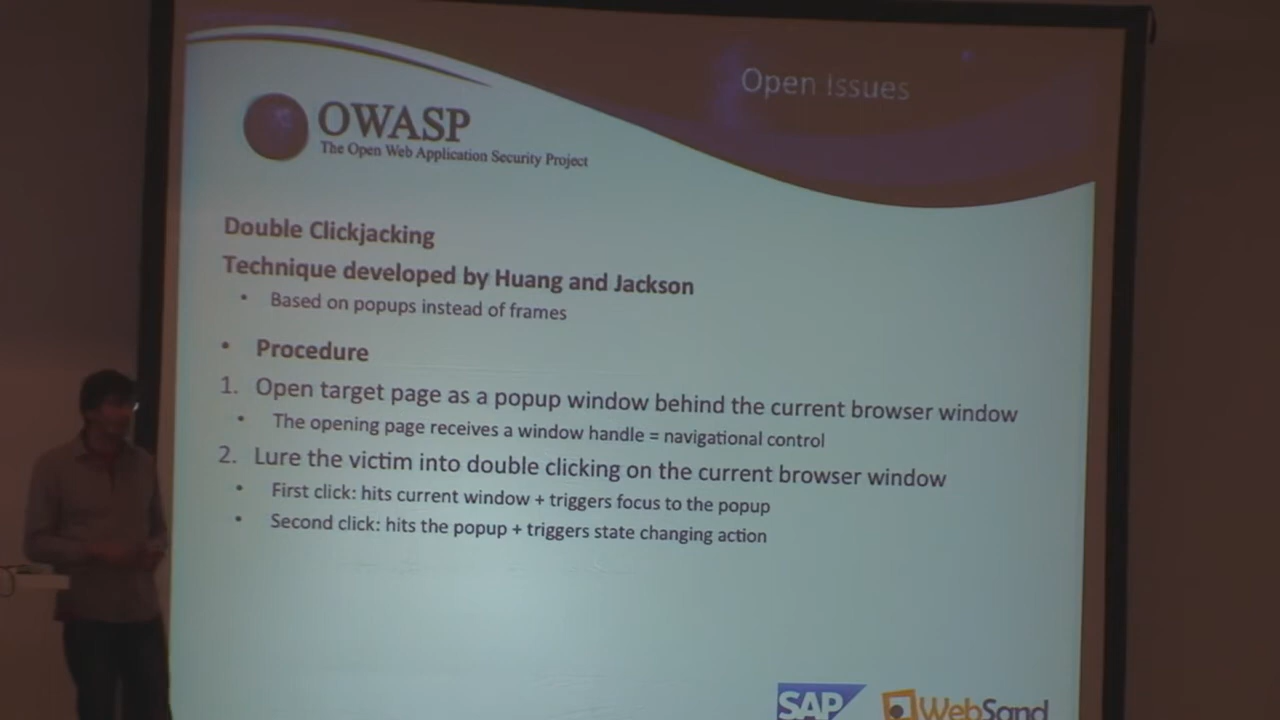 Open Issues
OWASP
The Open Web Application Security Project
Double Clickjacking
Technique developed by Huang and Jackson
• Based on popups instead of frames
• Procedure
1. Open target page as a popup window behind the current browser window
• The opening page receives a window handle = navigational control
2. Lure the victim into double clicking on the current browser window
• First click: hits current window + triggers focus to the popup
• Second click: hits the popup + triggers state changing action
SAP WebSand